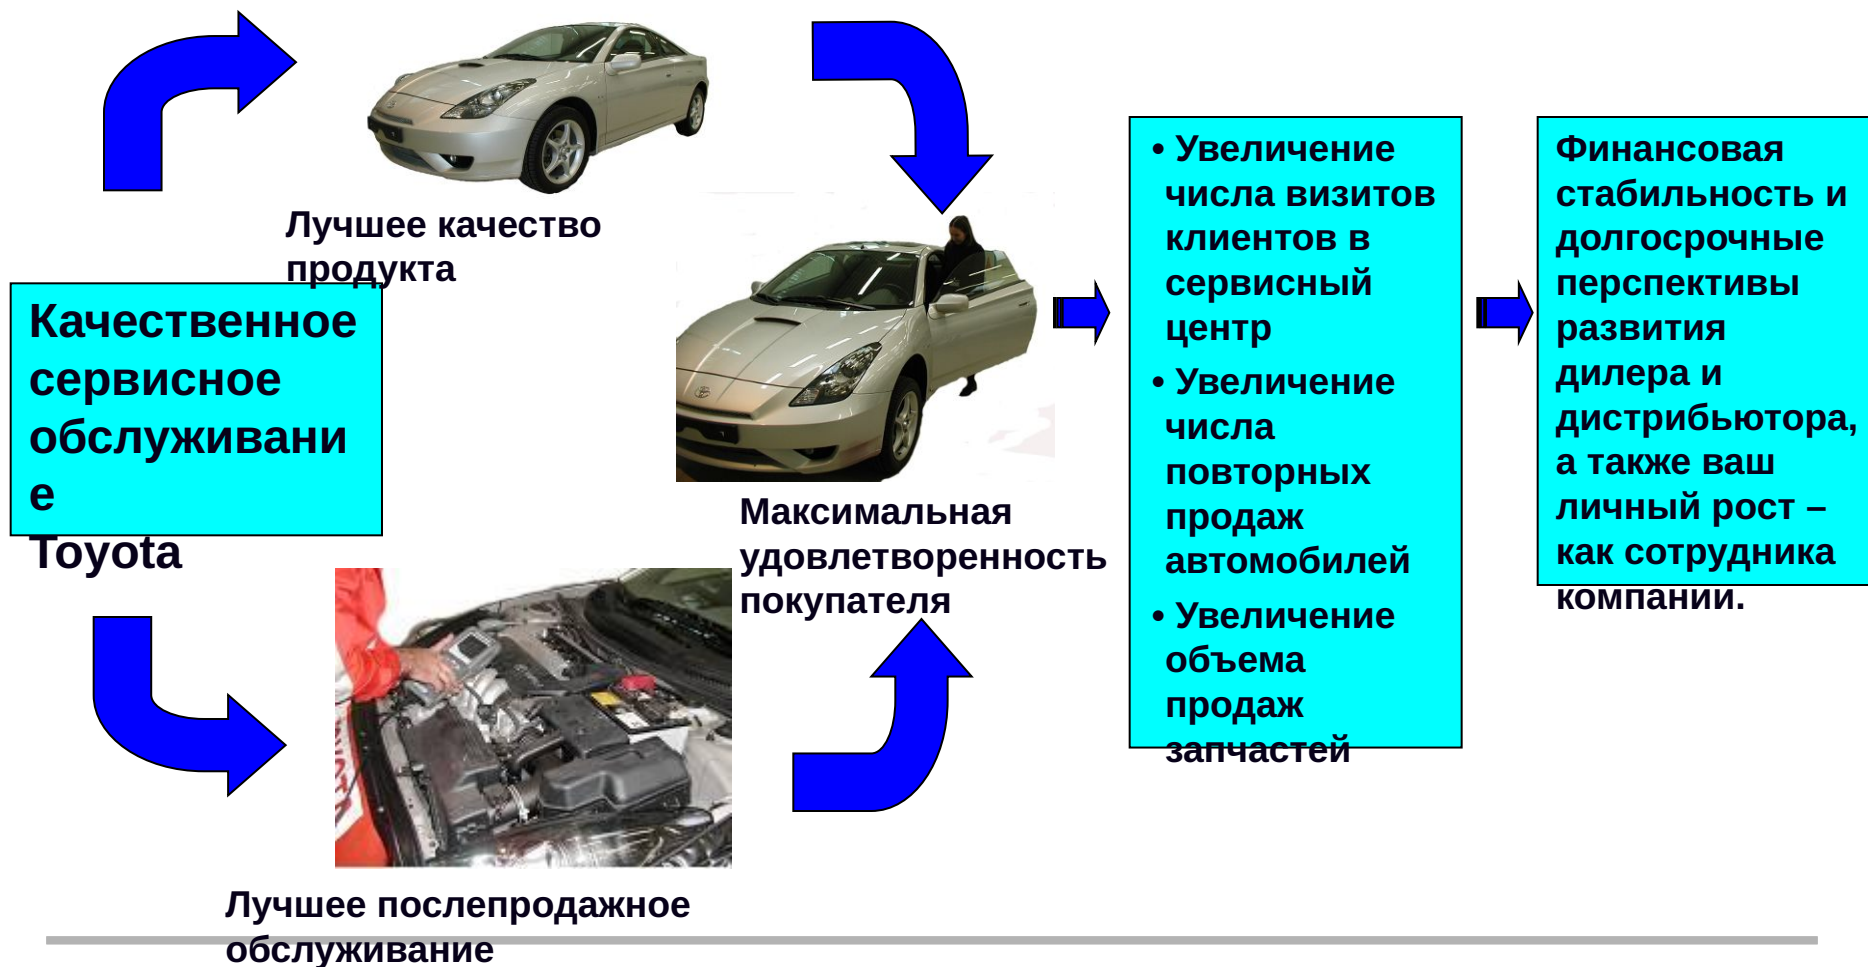 Лучшее качество
продукта
Качественное
сервисное
обслуживани
е
Toyota
Максимальная
удовлетворенность
покупателя
Лучшее послепродажное
обслуживание
• Увеличение
числа визитов
клиентов в
сервисный
центр
• Увеличение
числа
повторных
продаж
автомобилей
• Увеличение
объема
продаж
запчастей
Финансовая
стабильность и
долгосрочные
перспективы
развития
дилера и
дистрибьютора,
а также ваш
личный рост –
как сотрудника
компании.